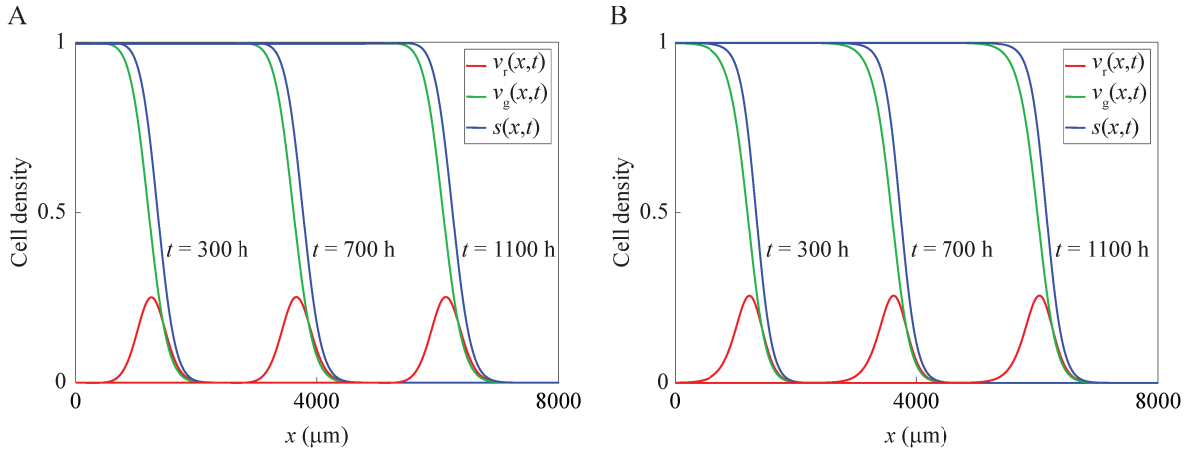 A
1
0.5
0
Cell density
0
4000
8000
x (μm)
v_r(x,t)
v_g(x,t)
s(x,t)
t = 300 h
t = 700 h
t = 1100 h
B
1
0.5
0
Cell density
0
4000
8000
x (μm)
v_r(x,t)
v_g(x,t)
s(x,t)
t = 300 h
t = 700 h
t = 1100 h